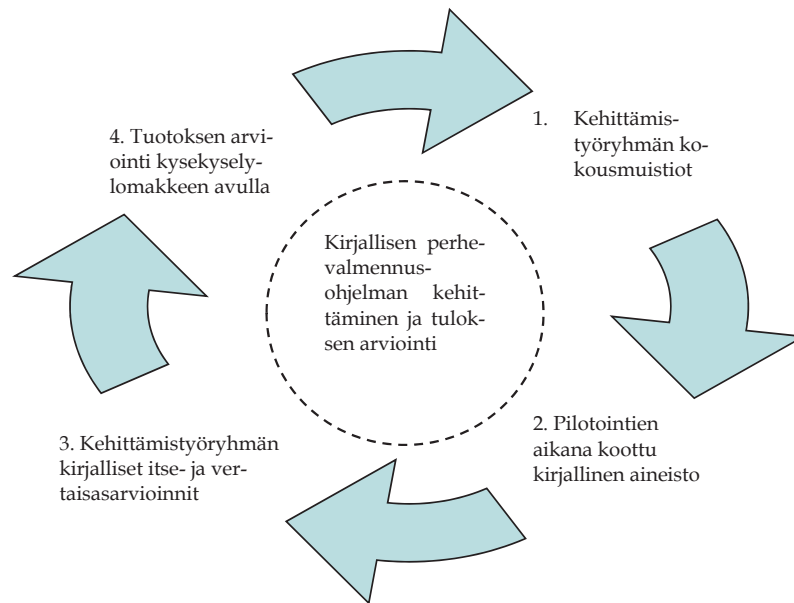 1. Kehittämis-
työryhmän ko-
kousmuistiot
2. Pilotointien
aikana koottu
kirjallinen aineisto
3. Kehittämistyöryhmän
kirjalliset itse- ja ver-
taisasarvioinnit
4. Tuotoksen arvi-
ointi kysekysely-
lomakkeen avulla
Kirjallisen perhe-
valmennus-
ohjelman kehit-
täminen ja tulok-
sen arviointi